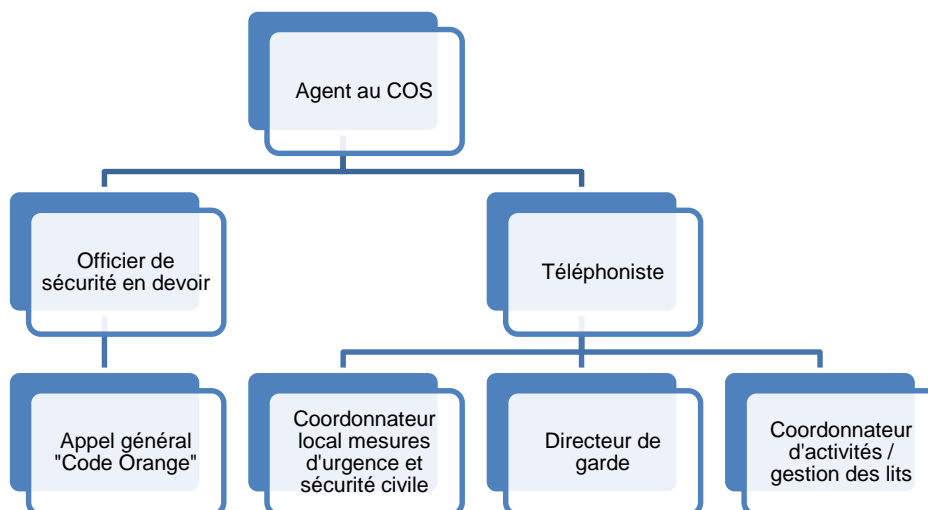 Agent au COS
Officier de
sécurité en devoir
Téléphoniste
Appel général
"Code Orange"
Coordonnateur
local mesures
d'urgence et
sécurité civile
Directeur de
garde
Coordonnateur
d'activités /
gestion des lits